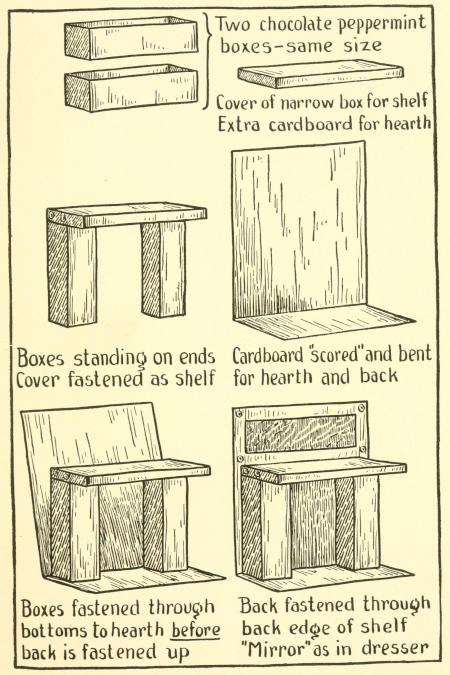 Two chocolate peppermint
boxes-same size
Cover of narrow box for shelf
Extra cardboard for hearth
Boxes standing on ends
Cover fastened as shelf
Cardboard "scored" and bent
for hearth and back
Boxes fastened through
bottoms to hearth before
back is fastened up
Back fastened through
back edge of shelf
"Mirror" as in dresser